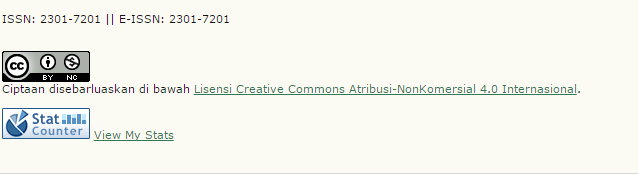 ISSN: 2301-7201 || E-ISSN: 2301-7201
cc BY NC
Ciptaan disebarluaskan di bawah Lisensi Creative Commons Atribusi-NonKomersial 4.0 Internasional.
Stat
Counter View My Stats